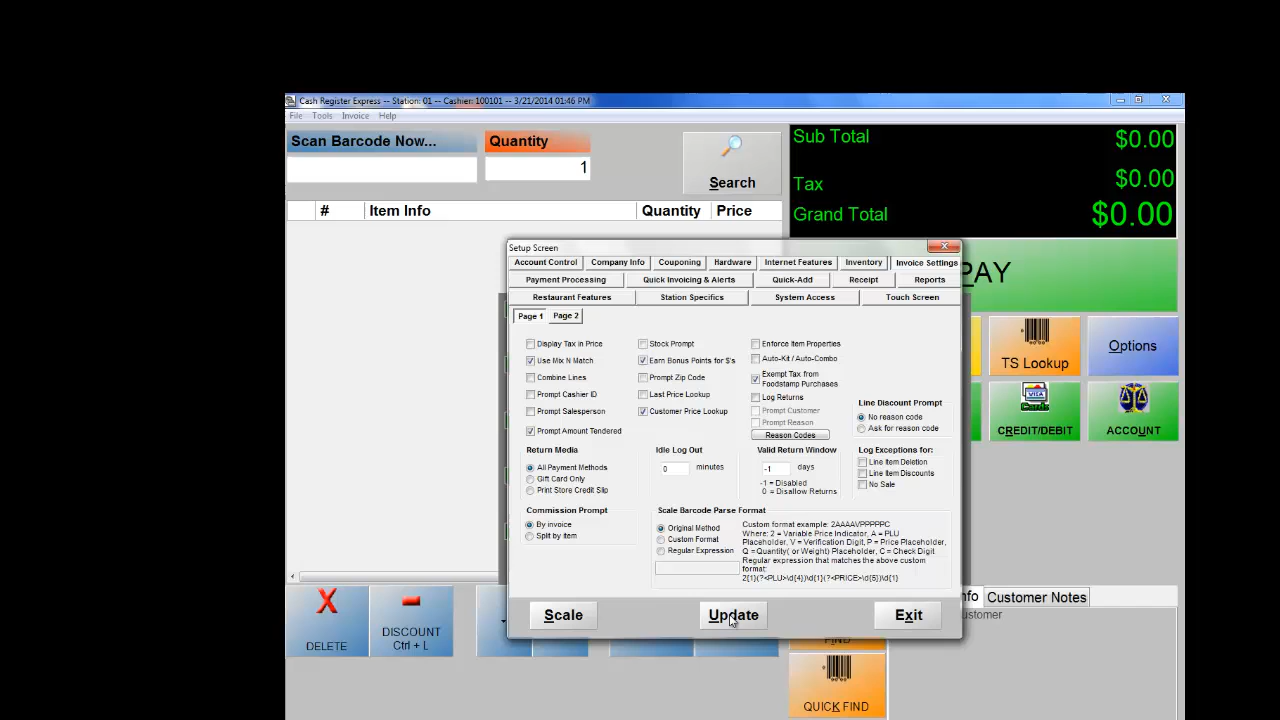 Cash Register Express -- Station: 01 -- Cashier: 100101 -- 3/21/2014 01:46 PM
File Tools Invoice Help
Scan Barcode Now...
Quantity
1
Search
Sub Total $0.00
Tax $0.00
Grand Total $0.00
# Item Info Quantity Price
PAY
TS Lookup
Options
CREDIT/DEBIT
ACCOUNT
Setup Screen
Account Control Company Info Couponing Hardware Internet Features Inventory Invoice Settings
Payment Processing Quick Invoicing & Alerts Quick-Add Receipt Reports
Restaurant Features Station Specifics System Access Touch Screen
Page 1 Page 2
Display Tax in Price
Use Mix N Match
Combine Lines
Prompt Cashier ID
Prompt Salesperson
Prompt Amount Tendered
Stock Prompt
Earn Bonus Points for $'s
Prompt Zip Code
Last Price Lookup
Customer Price Lookup
Enforce Item Properties
Auto-Kit / Auto-Combo
Exempt Tax from
Foodstamp Purchases
Log Returns
Prompt Customer
Prompt Reason
Reason Codes
Line Discount Prompt
No reason code
Ask for reason code
Return Media
All Payment Methods
Gift Card Only
Print Store Credit Slip
Idle Log Out
0 minutes
Valid Return Window
-1 days
-1 = Disabled
0 = Disallow Returns
Log Exceptions for:
Line Item Deletion
Line Item Discounts
No Sale
Commission Prompt
By invoice
Split by item
Scale Barcode Parse Format
Original Method
Custom Format
Regular Expression
Custom format example: 2AAAAVPPPPPC
Where: 2 = Variable Price Indicator, A = PLU
Placeholder, V = Verification Digit, P = Price Placeholder,
Q = Quantity( or Weight) Placeholder, C = Check Digit
Regular expression that matches the above custom
format:
2{1}(?<PLU>\d{4})\d{1}(?<PRICE>\d{5})\d{1}
Scale Update Exit
DELETE
DISCOUNT
Ctrl + L
Customer Notes
QUICK FIND